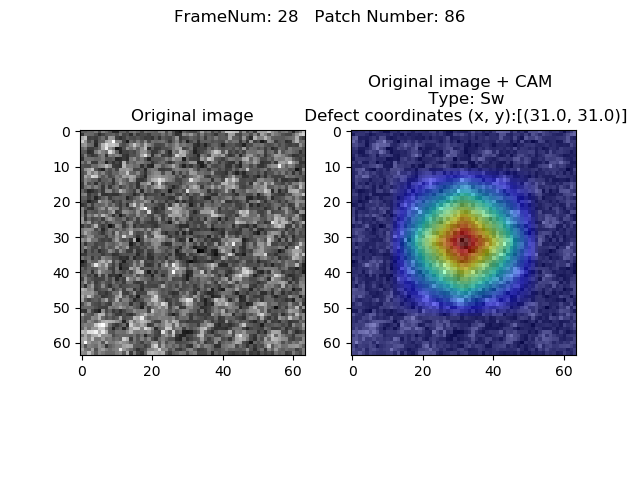 FrameNum: 28   Patch Number: 86
Original image + CAM
Type: Sw
Original image
Defect coordinates (x, y):[(31.0, 31.0)]
0
10
20
30
40
50
60
0 20 40 60
0
10
20
30
40
50
60
0 20 40 60